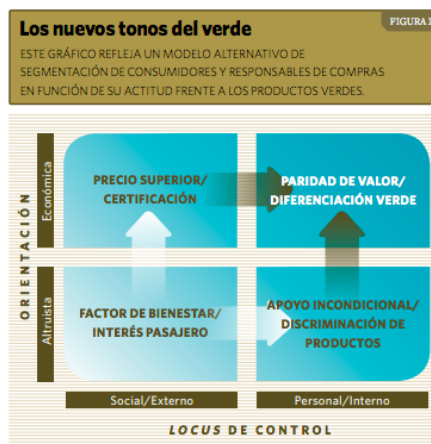 Los nuevos tonos del verde
FIGURA 1
ESTE GRÁFICO REFLEJA UN MODELO ALTERNATIVO DE
SEGMENTACIÓN DE CONSUMIDORES Y RESPONSABLES DE COMPRAS
EN FUNCIÓN DE SU ACTITUD FRENTE A LOS PRODUCTOS VERDES.
ORIENTACIÓN
Económica
PRECIO SUPERIOR/
CERTIFICACIÓN
PARIDAD DE VALOR/
DIFERENCIACIÓN VERDE
Altruista
FACTOR DE BIENESTAR/
INTERÉS PASAJERO
APOYO INCONDICIONAL/
DISCRIMINACIÓN DE
PRODUCTOS
Social/Externo
Personal/Interno
LOCUS DE CONTROL